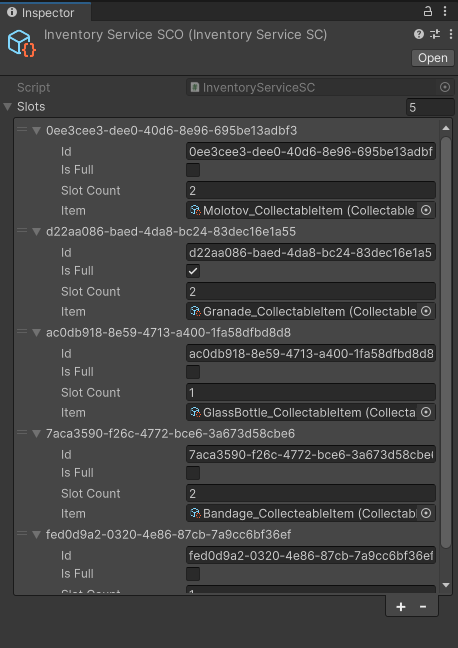 Inspector
Inventory Service SCO (Inventory Service SC)
Open
Script InventoryServiceSC
Slots 5
0ee3cee3-dee0-40d6-8e96-695be13adbf3
Id 0ee3cee3-dee0-40d6-8e96-695be13adbf
Is Full
Slot Count 2
Item Molotov_CollectableItem (Collectable
d22aa086-baed-4da8-bc24-83dec16e1a55
Id d22aa086-baed-4da8-bc24-83dec16e1a5
Is Full
Slot Count 2
Item Granade_CollectableItem (Collectable
ac0db918-8e59-4713-a400-1fa58dfbd8d8
Id ac0db918-8e59-4713-a400-1fa58dfbd8d8
Is Full
Slot Count 1
Item GlassBottle_CollectableItem (Collecta
7aca3590-f26c-4772-bce6-3a673d58cbe6
Id 7aca3590-f26c-4772-bce6-3a673d58cbe
Is Full
Slot Count 2
Item Bandage_CollecteableItem (Collectab
fed0d9a2-0320-4e86-87cb-7a9cc6bf36ef
Id fed0d9a2-0320-4e86-87cb-7a9cc6bf36ef
Is Full
Slot Count 1